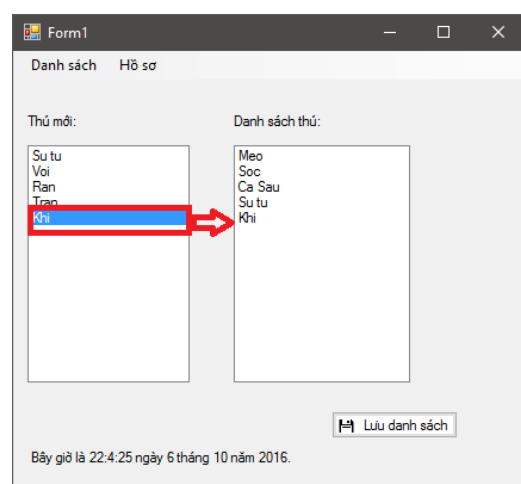 Form1
Danh sách Hồ sơ
Thú mới:
Danh sách thú:
Su tu
Voi
Ran
Tran
Khi
Meo
Soc
Ca Sau
Su tu
Khi
Lưu danh sách
Bây giờ là 22:4:25 ngày 6 tháng 10 năm 2016.